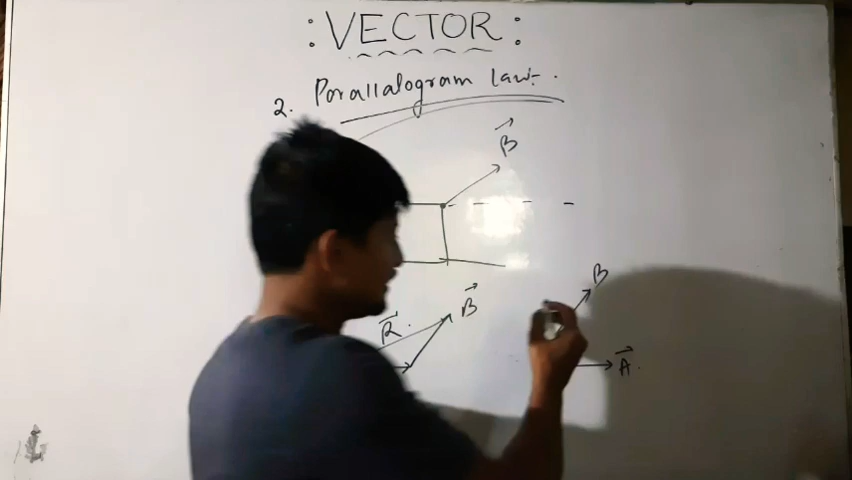 : VECTOR :
2. Parallalogram law :- .
B
B
B
R .
A .